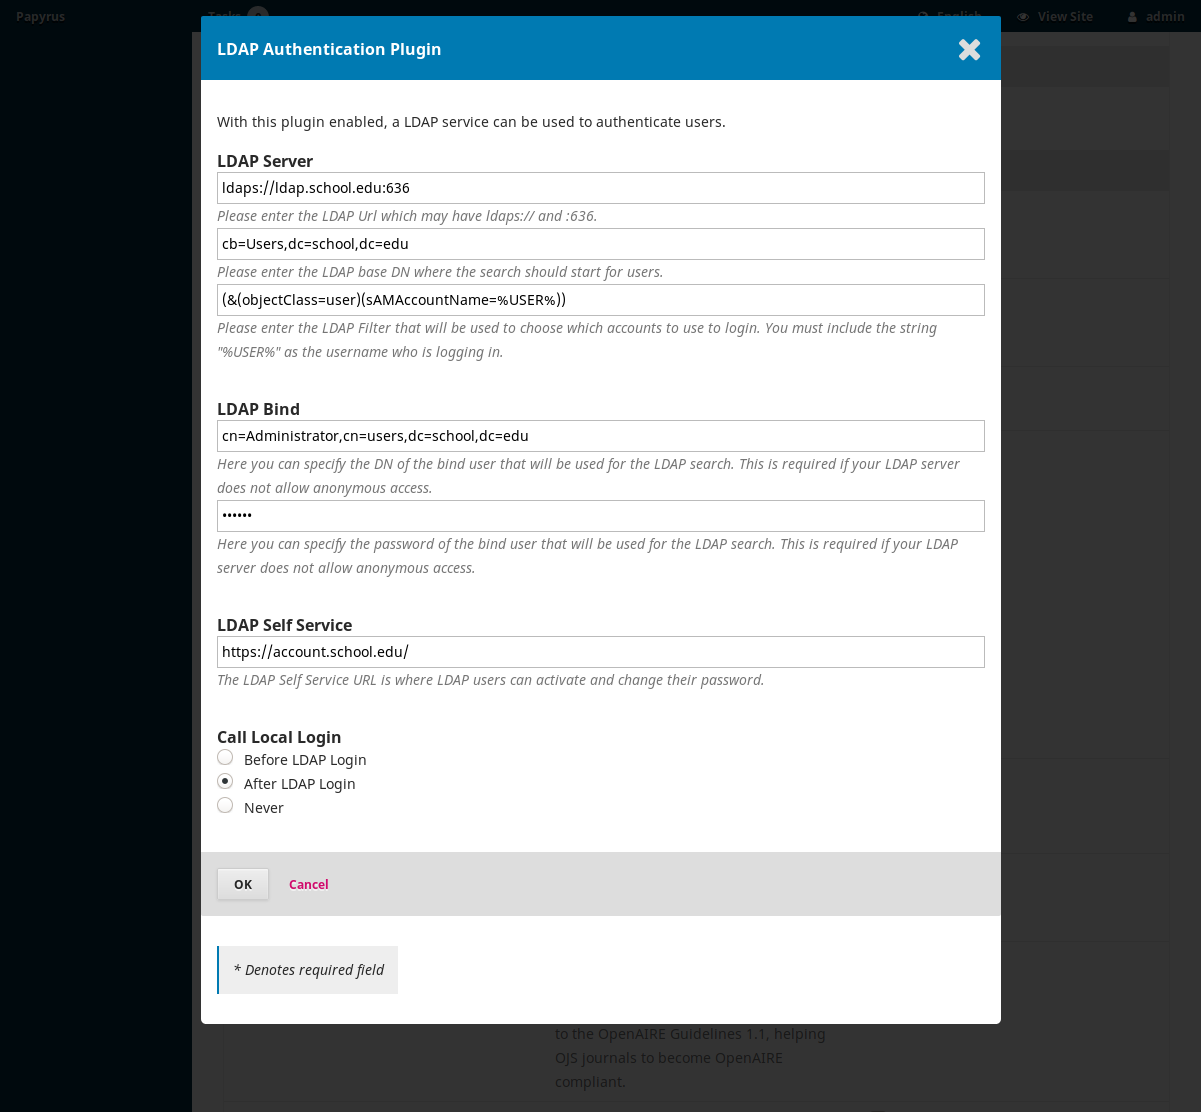 Papyrus
Tasks
English
View Site
admin
LDAP Authentication Plugin
With this plugin enabled, a LDAP service can be used to authenticate users.
LDAP Server
ldaps://ldap.school.edu:636
Please enter the LDAP Url which may have ldaps:// and :636.
cb=Users,dc=school,dc=edu
Please enter the LDAP base DN where the search should start for users.
(&(objectClass=user)(sAMAccountName=%USER%))
Please enter the LDAP Filter that will be used to choose which accounts to use to login. You must include the string
"%USER%" as the username who is logging in.
LDAP Bind
cn=Administrator,cn=users,dc=school,dc=edu
Here you can specify the DN of the bind user that will be used for the LDAP search. This is required if your LDAP server
does not allow anonymous access.
••••••
Here you can specify the password of the bind user that will be used for the LDAP search. This is required if your LDAP
server does not allow anonymous access.
LDAP Self Service
https://account.school.edu/
The LDAP Self Service URL is where LDAP users can activate and change their password.
Call Local Login
Before LDAP Login
After LDAP Login
Never
OK
Cancel
* Denotes required field
to the OpenAIRE Guidelines 1.1, helping
OJS journals to become OpenAIRE
compliant.